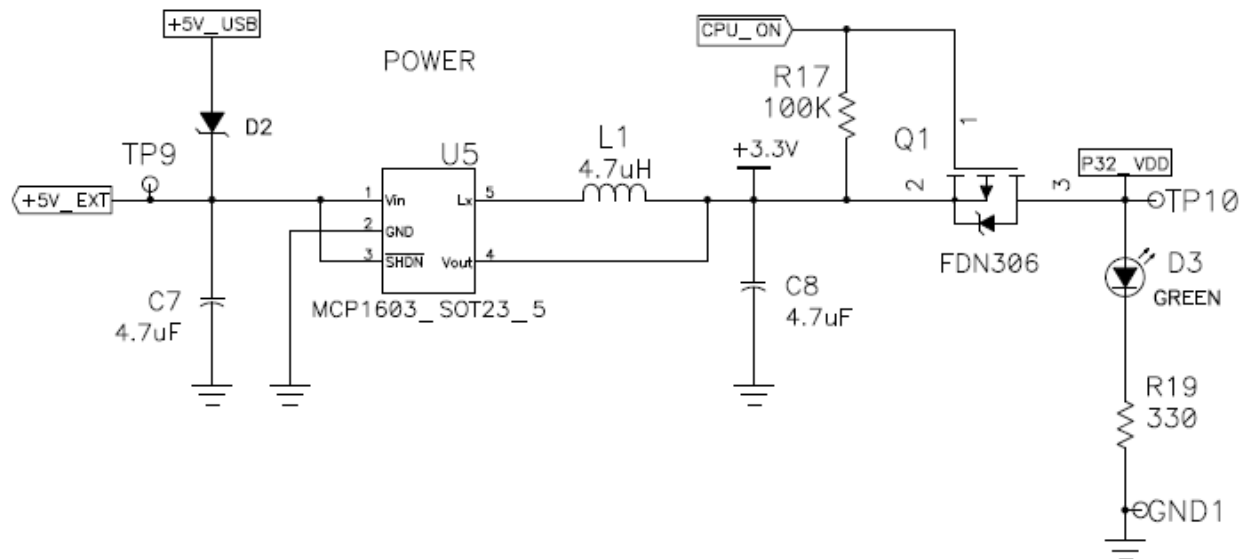 +5V_USB
POWER
CPU_ON
R17
100K
D2
TP9
U5
L1
4.7uH
+3.3V
Q1
1
P32_VDD
+5V_EXT
1
Vin
Lx
5
2
3
TP10
2
GND
3
SHDN
Vout
4
FDN306
D3
GREEN
C7
4.7uF
MCP1603_SOT23_5
C8
4.7uF
R19
330
GND1